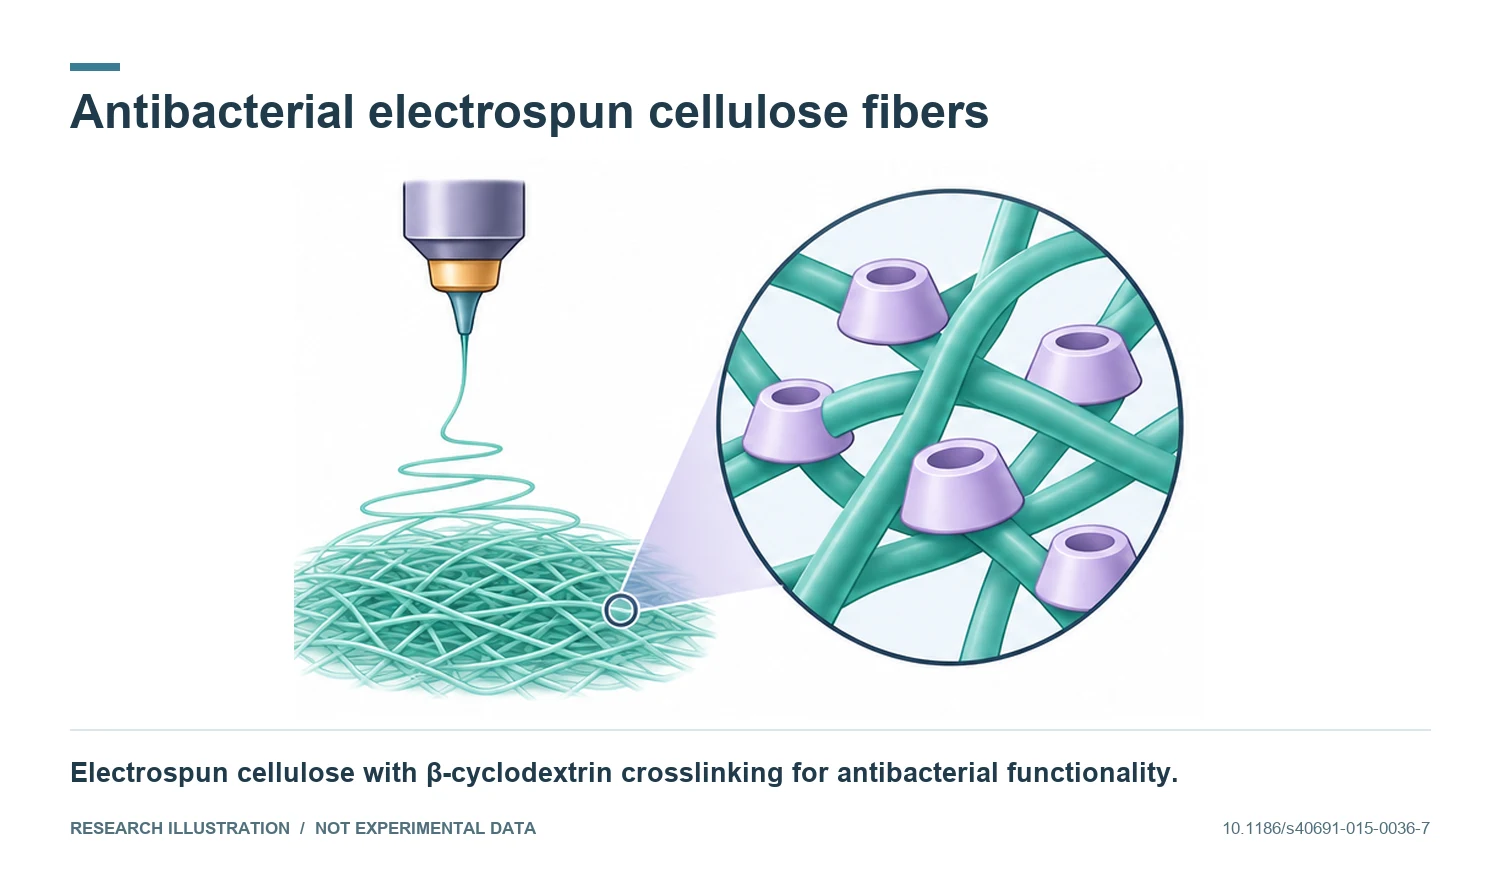 Antibacterial electrospun cellulose fibers
Electrospun cellulose with β-cyclodextrin crosslinking for antibacterial functionality.
RESEARCH ILLUSTRATION / NOT EXPERIMENTAL DATA
10.1186/s40691-015-0036-7